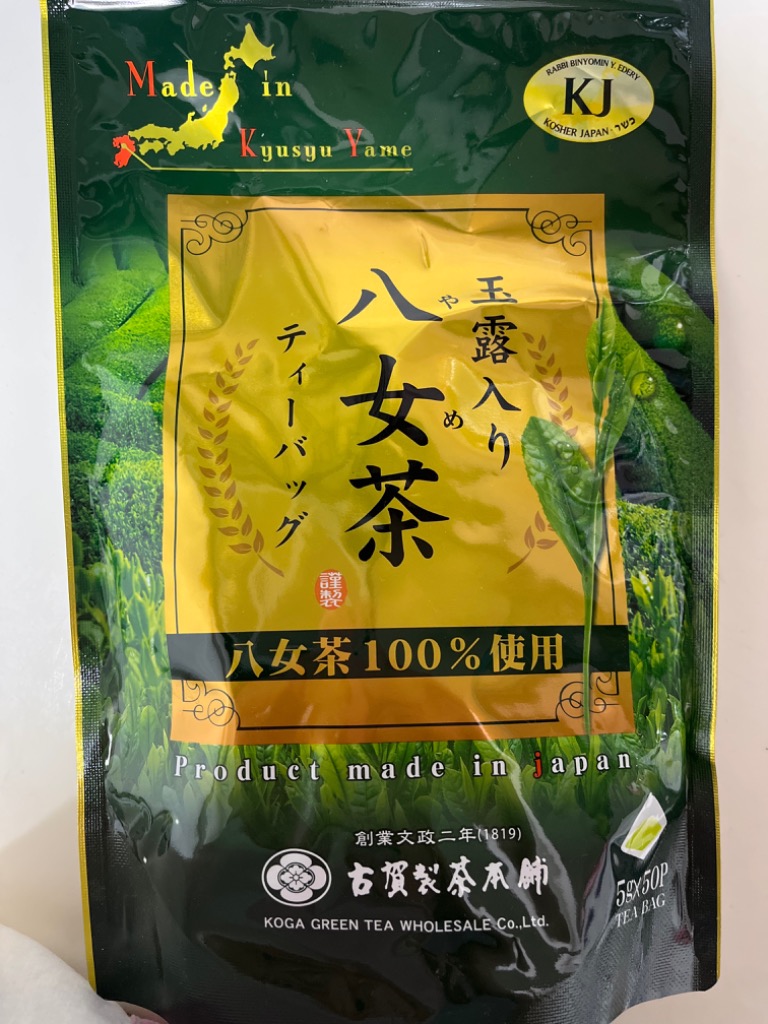 Made in
Kyusyu Yame
RABBI BINYOMIN Y. EDERY
KJ
KOSHER JAPAN · כשר
玉露入り
八女茶
やめ
ティーバッグ
謹製
八女茶100%使用
Product made in japan
創業文政二年(1819)
古賀製茶本舗
KOGA GREEN TEA WHOLESALE Co.,Ltd.
5g×50P
TEA BAG